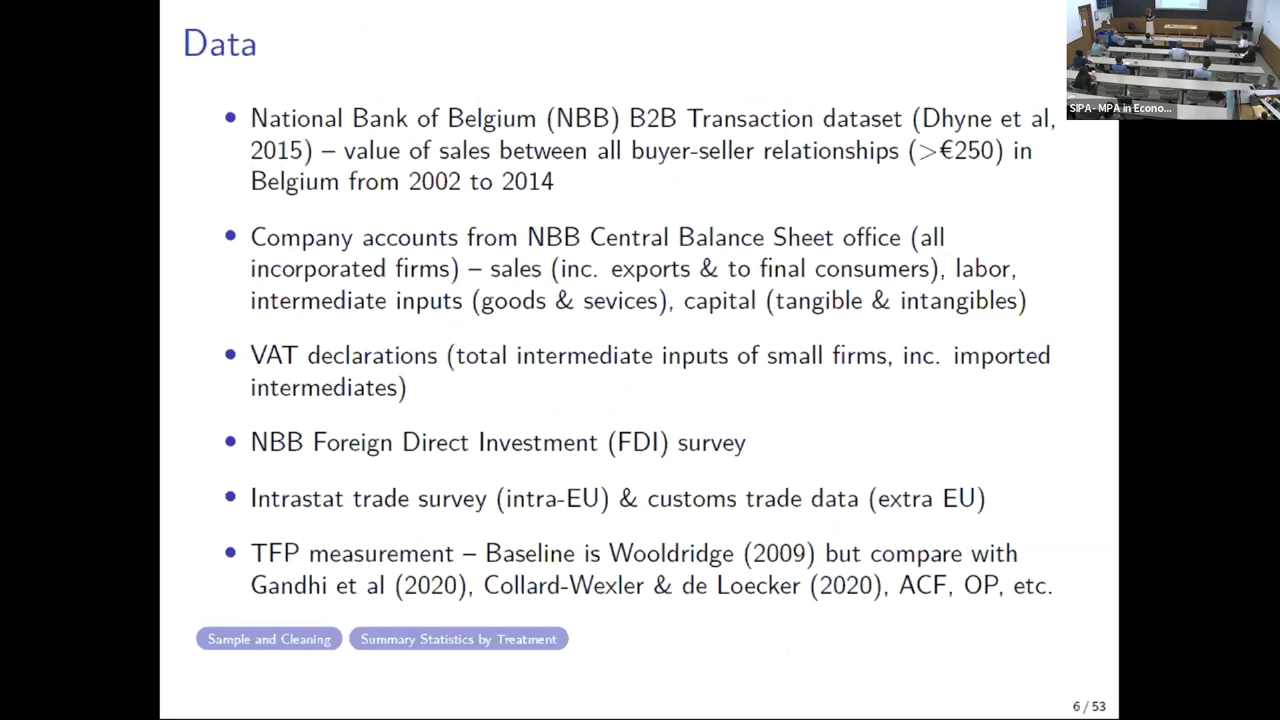 Data
National Bank of Belgium (NBB) B2B Transaction dataset (Dhyne et al,
2015) – value of sales between all buyer-seller relationships (>€250) in
Belgium from 2002 to 2014
Company accounts from NBB Central Balance Sheet office (all
incorporated firms) – sales (inc. exports & to final consumers), labor,
intermediate inputs (goods & sevices), capital (tangible & intangibles)
VAT declarations (total intermediate inputs of small firms, inc. imported
intermediates)
NBB Foreign Direct Investment (FDI) survey
Intrastat trade survey (intra-EU) & customs trade data (extra EU)
TFP measurement – Baseline is Wooldridge (2009) but compare with
Gandhi et al (2020), Collard-Wexler & de Loecker (2020), ACF, OP, etc.
Sample and Cleaning Summary Statistics by Treatment
6 / 53
SIPA- MPA in Econo...